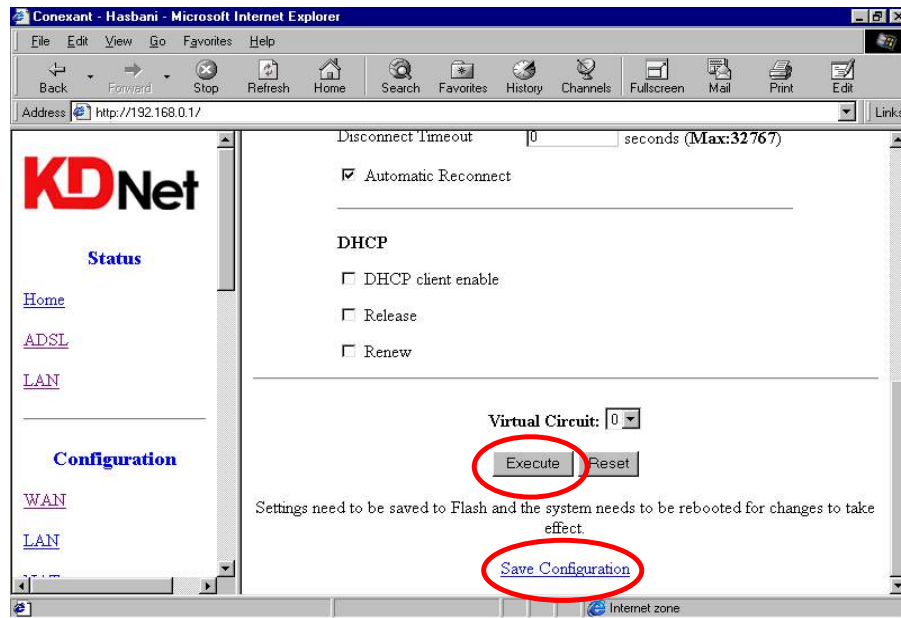 Conexant - Hasbani - Microsoft Internet Explorer
File Edit View Go Favorites Help
Back Forward Stop Refresh Home Search Favorites History Channels Fullscreen Mail Print Edit
Address http://192.168.0.1/ Links
KDNet
Status
Home
ADSL
LAN
Configuration
WAN
LAN
Disconnect Timeout 0 seconds (Max:32767)
Automatic Reconnect
DHCP
DHCP client enable
Release
Renew
Virtual Circuit: 0
Execute Reset
Settings need to be saved to Flash and the system needs to be rebooted for changes to take
effect.
Save Configuration
Internet zone